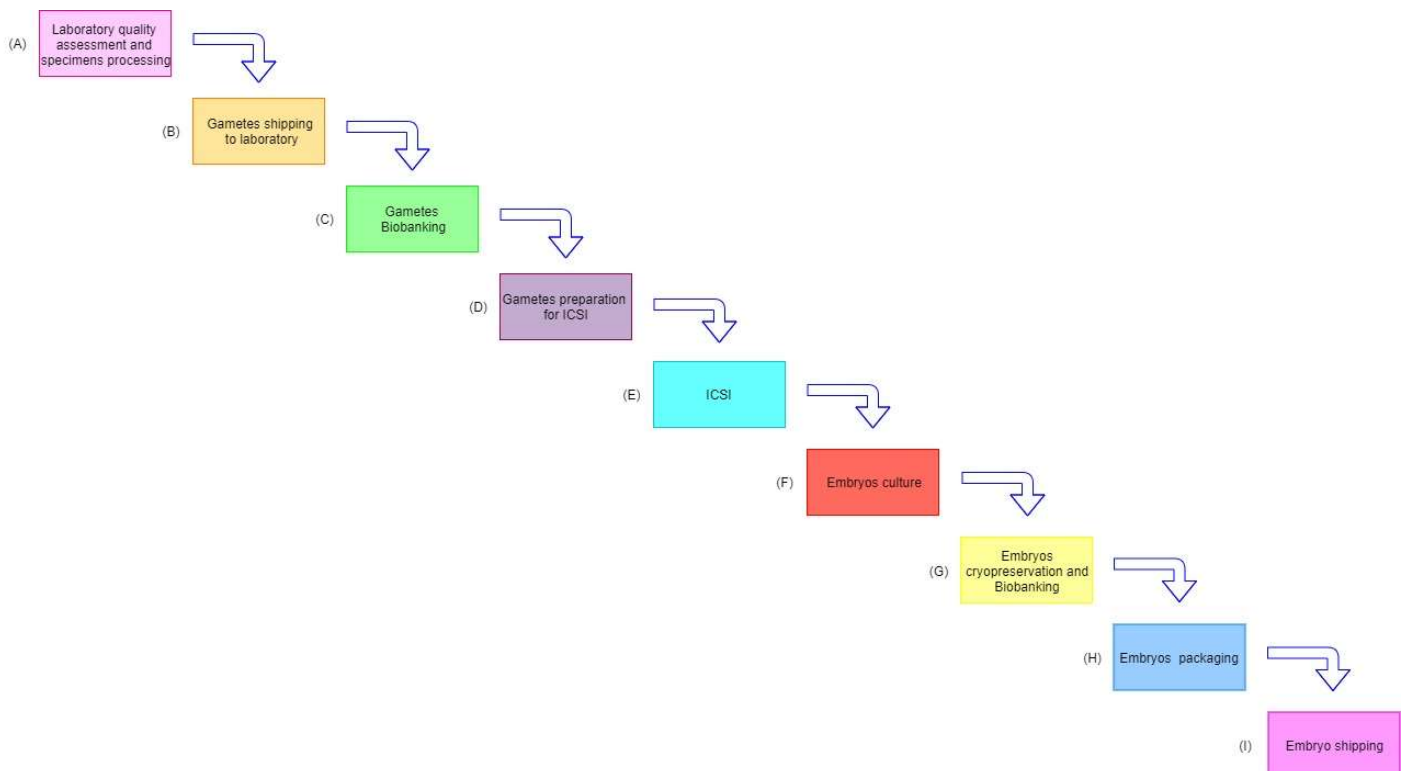 (A)
Laboratory quality
assessment and
specimens processing
(B)
Gametes shipping
to laboratory
(C)
Gametes
Biobanking
(D)
Gametes preparation
for ICSI
(E)
ICSI
(F)
Embryos culture
(G)
Embryos
cryopreservation and
Biobanking
(H)
Embryos packaging
(I)
Embryo shipping